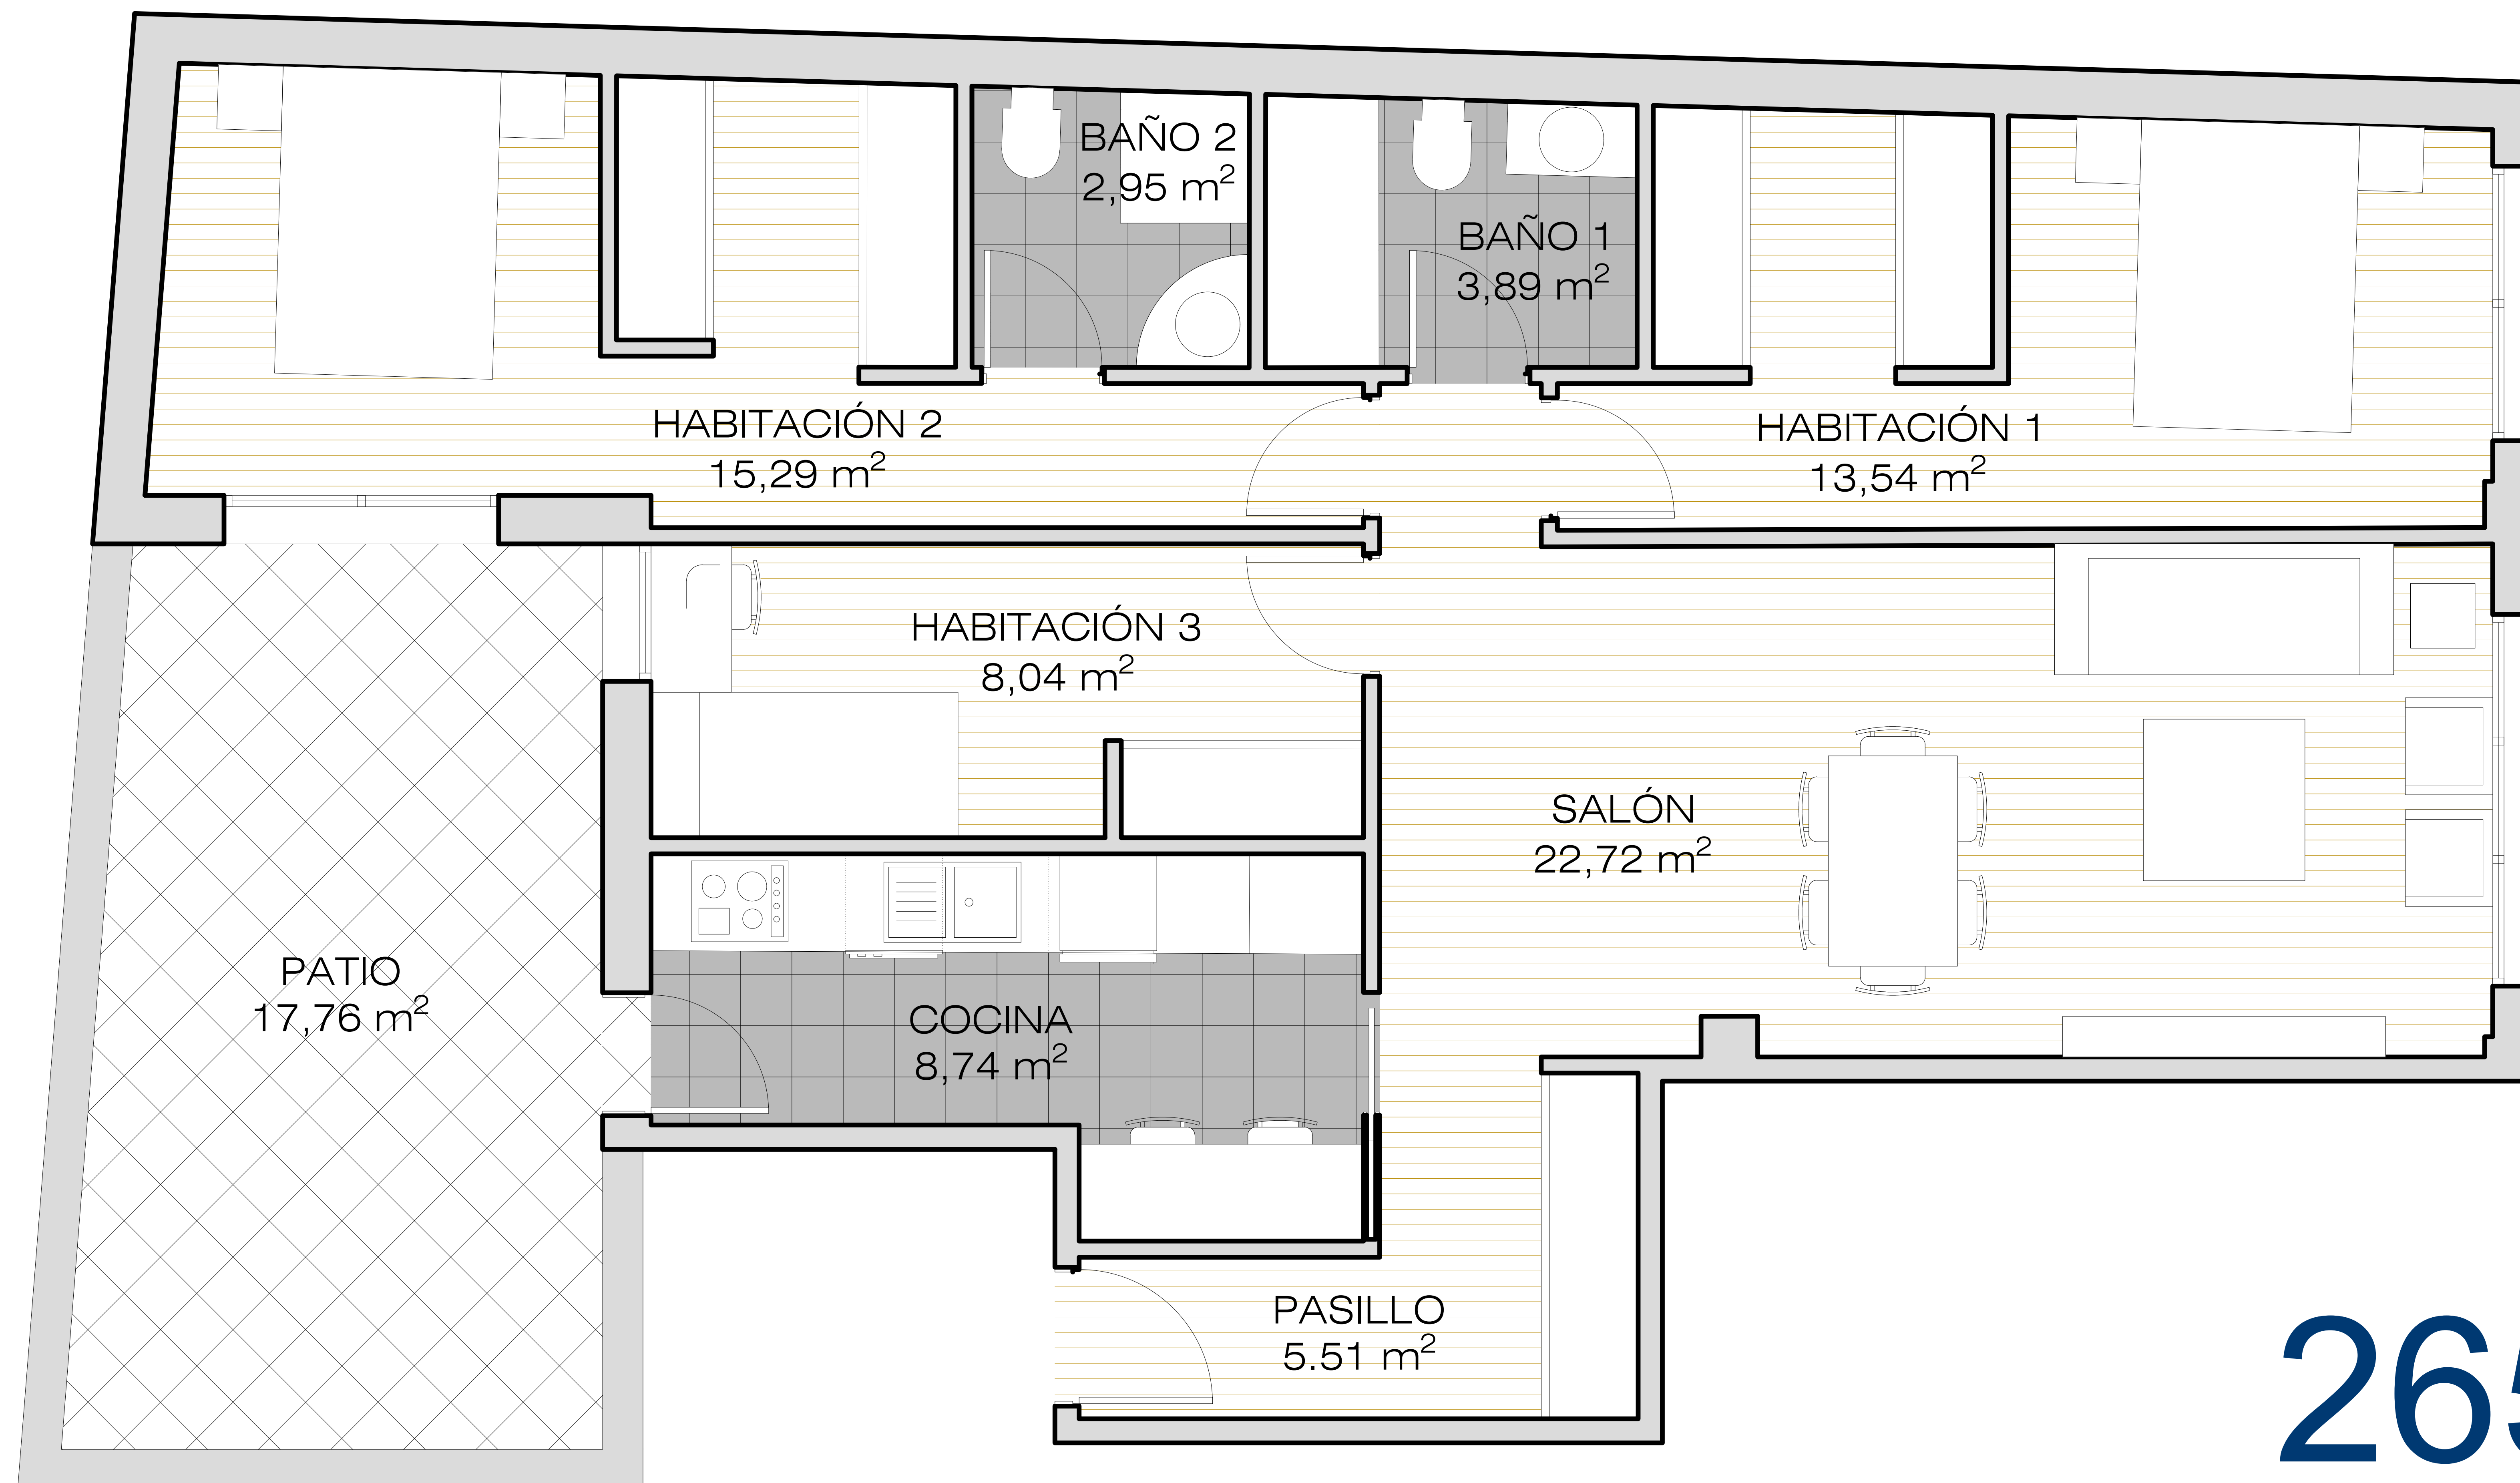 BAÑO 2
2,95 m²
BAÑO 1
3,89 m²
HABITACIÓN 2
15,29 m²
HABITACIÓN 1
13,54 m²
HABITACIÓN 3
8,04 m²
SALÓN
22,72 m²
PATIO
17,76 m²
COCINA
8,74 m²
PASILLO
5.51 m²
265